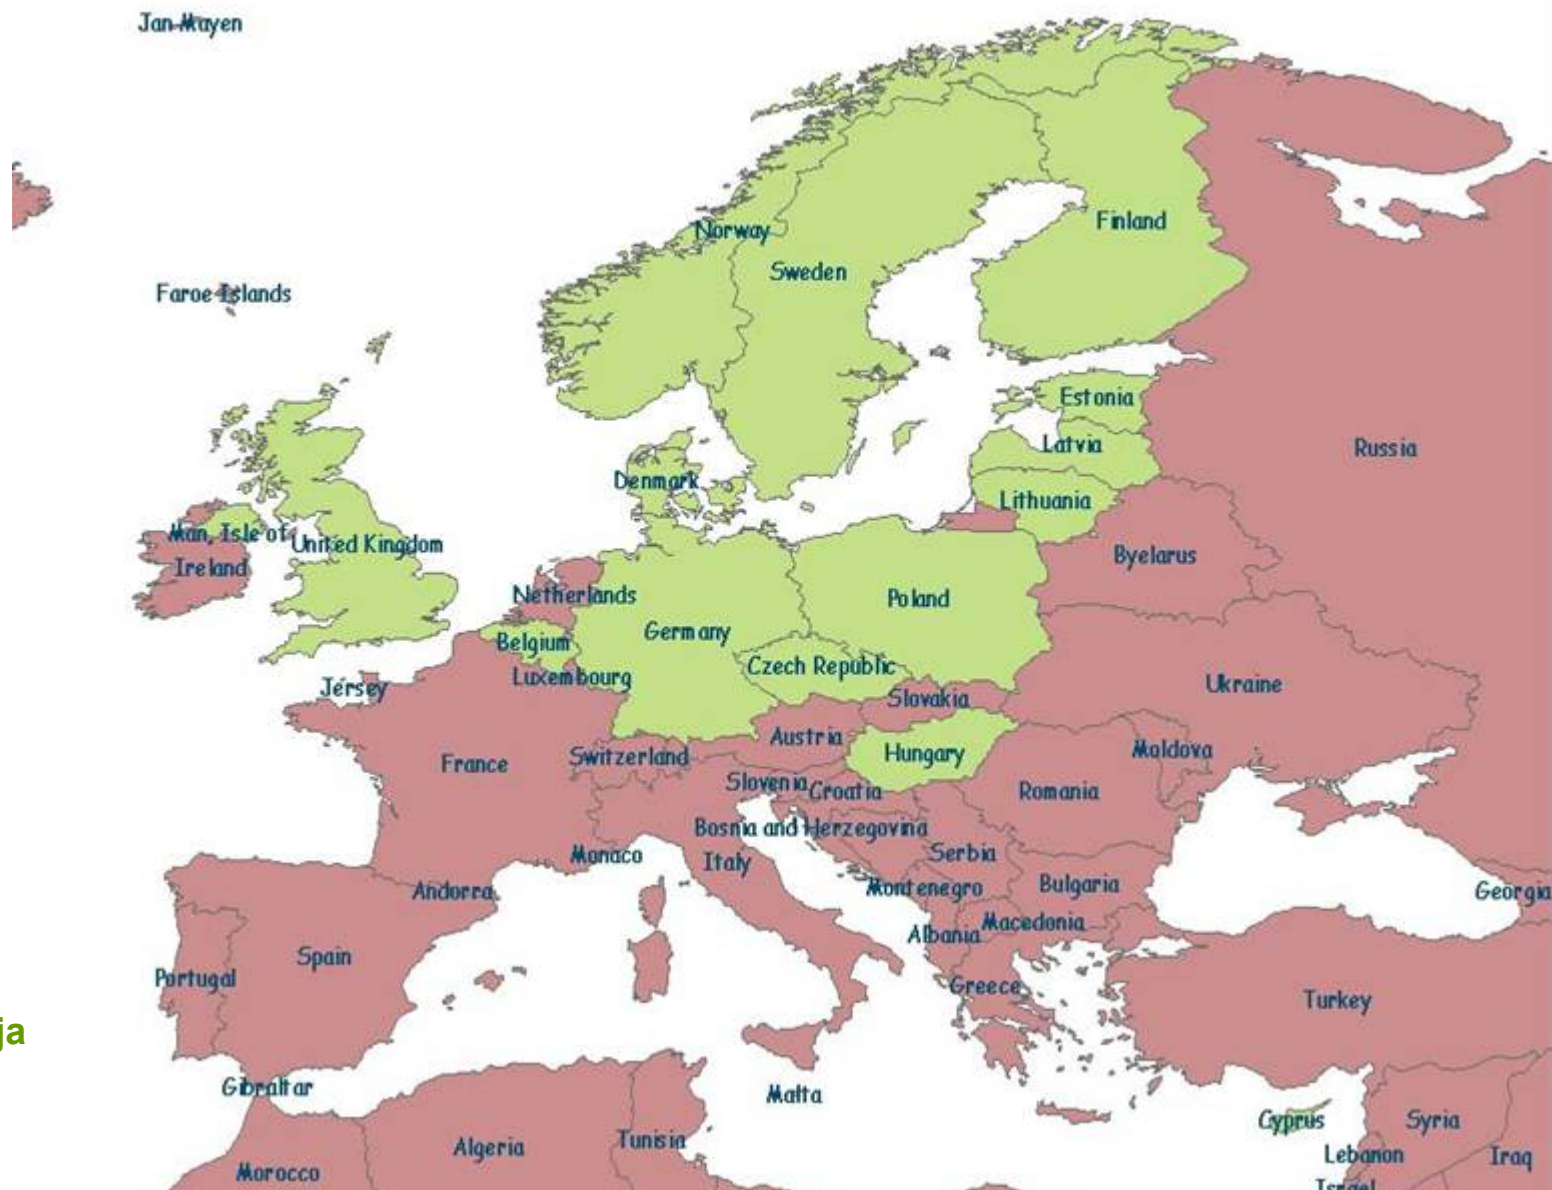 Jan Mayen
Norway
Finland
Sweden
Faroe Islands
Estonia
Latvia
Russia
Denmark
Lithuania
Man, Isle of
United Kingdom
Byelarus
Ireland
Netherlands
Poland
Germany
Belgium
Czech Republic
Luxembourg
Jersey
Slovakia
Ukraine
Austria
Switzerland
France
Hungary
Moldova
Slovenia
Croatia
Romania
Bosnia and Herzegovina
Serbia
Monaco
Italy
Andorra
Montenegro
Bulgaria
Georgia
Macedonia
Albania
Spain
Portugal
Greece
Turkey
ja
Gibraltar
Malta
Cyprus
Syria
Algeria
Tunisia
Lebanon
Iraq
Morocco
Israel